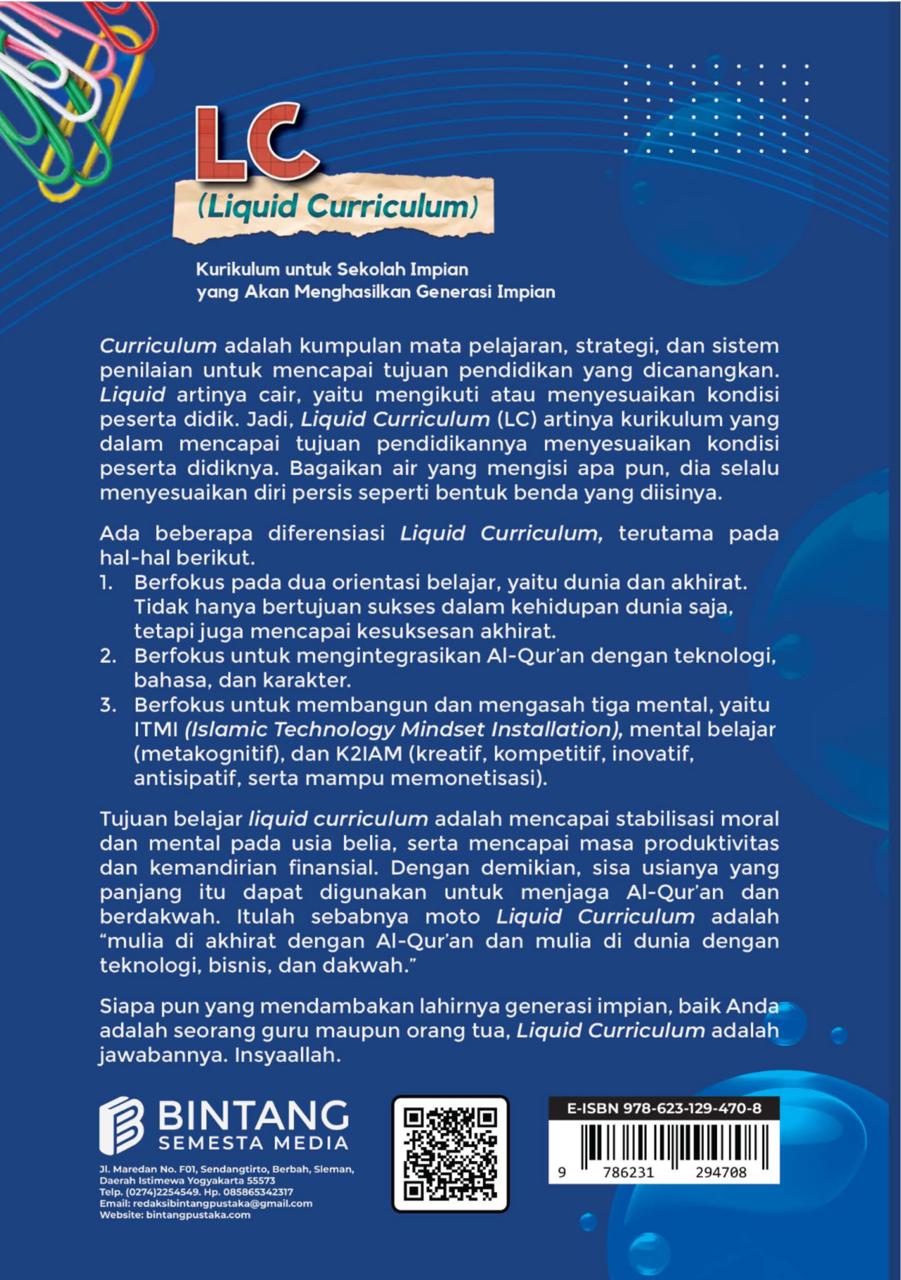 LC
(Liquid Curriculum)
Kurikulum untuk Sekolah Impian
yang Akan Menghasilkan Generasi Impian
Curriculum adalah kumpulan mata pelajaran, strategi, dan sistem
penilaian untuk mencapai tujuan pendidikan yang dicanangkan.
Liquid artinya cair, yaitu mengikuti atau menyesuaikan kondisi
peserta didik. Jadi, Liquid Curriculum (LC) artinya kurikulum yang
dalam mencapai tujuan pendidikannya menyesuaikan kondisi
peserta didiknya. Bagaikan air yang mengisi apa pun, dia selalu
menyesuaikan diri persis seperti bentuk benda yang diisinya.
Ada beberapa diferensiasi Liquid Curriculum, terutama pada
hal-hal berikut.
1. Berfokus pada dua orientasi belajar, yaitu dunia dan akhirat.
Tidak hanya bertujuan sukses dalam kehidupan dunia saja,
tetapi juga mencapai kesuksesan akhirat.
2. Berfokus untuk mengintegrasikan Al-Qur'an dengan teknologi,
bahasa, dan karakter.
3. Berfokus untuk membangun dan mengasah tiga mental, yaitu
ITMI (Islamic Technology Mindset Installation), mental belajar
(metakognitif), dan K2IAM (kreatif, kompetitif, inovatif,
antisipatif, serta mampu memonetisasi).
Tujuan belajar liquid curriculum adalah mencapai stabilisasi moral
dan mental pada usia belia, serta mencapai masa produktivitas
dan kemandirian finansial. Dengan demikian, sisa usianya yang
panjang itu dapat digunakan untuk menjaga Al-Qur'an dan
berdakwah. Itulah sebabnya moto Liquid Curriculum adalah
“mulia di akhirat dengan Al-Qur'an dan mulia di dunia dengan
teknologi, bisnis, dan dakwah.”
Siapa pun yang mendambakan lahirnya generasi impian, baik Anda
adalah seorang guru maupun orang tua, Liquid Curriculum adalah
jawabannya. Insyaallah.
BINTANG
SEMESTA MEDIA
Jl. Maredan No. F01, Sendangtirto, Berbah, Sleman,
Daerah Istimewa Yogyakarta 55573
Telp. (0274)2254549. Hp. 085865342317
Email: redaksibintangpustaka@gmail.com
Website: bintangpustaka.com
E-ISBN 978-623-129-470-8
9 786231 294708